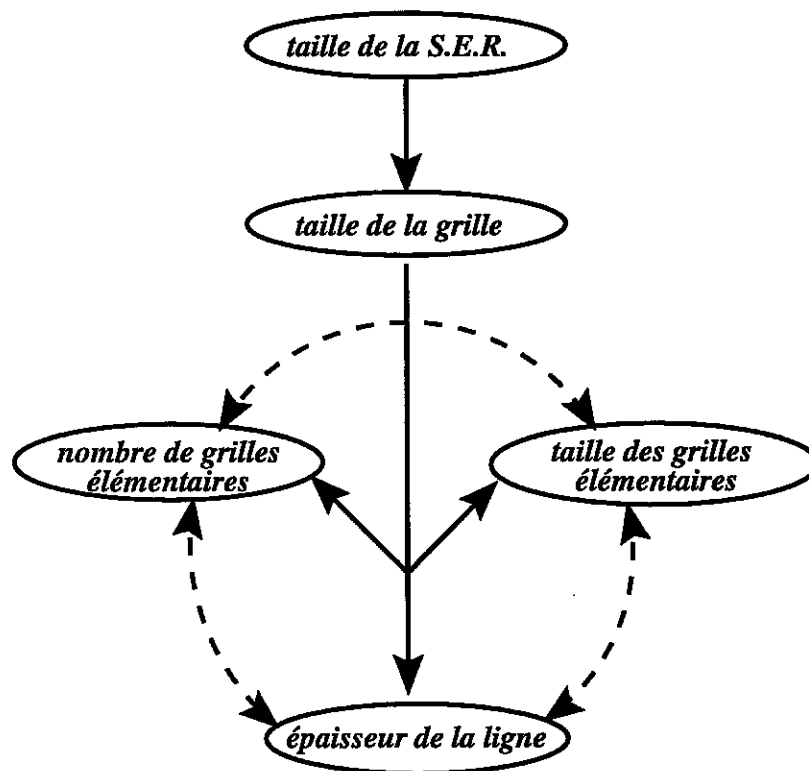 taille de la S.E.R.
taille de la grille
nombre de grilles
élémentaires
taille des grilles
élémentaires
épaisseur de la ligne